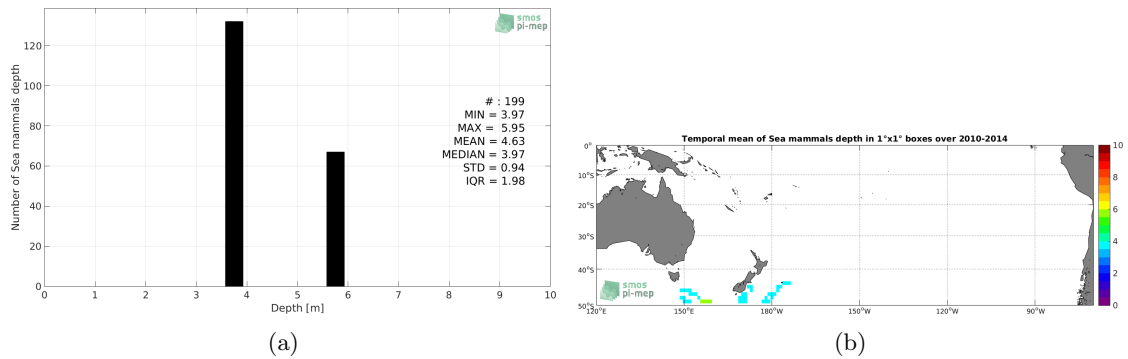 smos
pi-mep
120
100
80
60
40
20
0
Number of Sea mammals depth
# : 199
MIN = 3.97
MAX = 5.95
MEAN = 4.63
MEDIAN = 3.97
STD = 0.94
IQR = 1.98
0 1 2 3 4 5 6 7 8 9 10
Depth [m]
(a)
Temporal mean of Sea mammals depth in 1°x1° boxes over 2010-2014
0°
10°S
20°S
30°S
40°S
50°S
smos
pi-mep
120°E 150°E 180°W 150°W 120°W 90°W
10
8
6
4
2
0
(b)